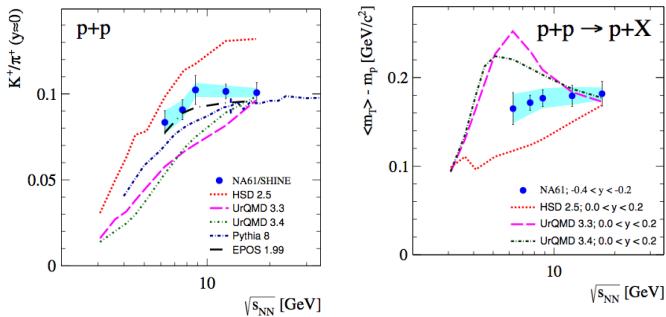 p+p
K⁺/π⁺ (y≈0)
0.1
0.05
0
NA61/SHINE
HSD 2.5
UrQMD 3.3
UrQMD 3.4
Pythia 8
EPOS 1.99
10
√s_NN [GeV]
p+p → p+X
<m_T> - m_p [GeV/c²]
0.2
0.1
0
NA61; -0.4 < y < -0.2
HSD 2.5; 0.0 < y < 0.2
UrQMD 3.3; 0.0 < y < 0.2
UrQMD 3.4; 0.0 < y < 0.2
10
√s_NN [GeV]